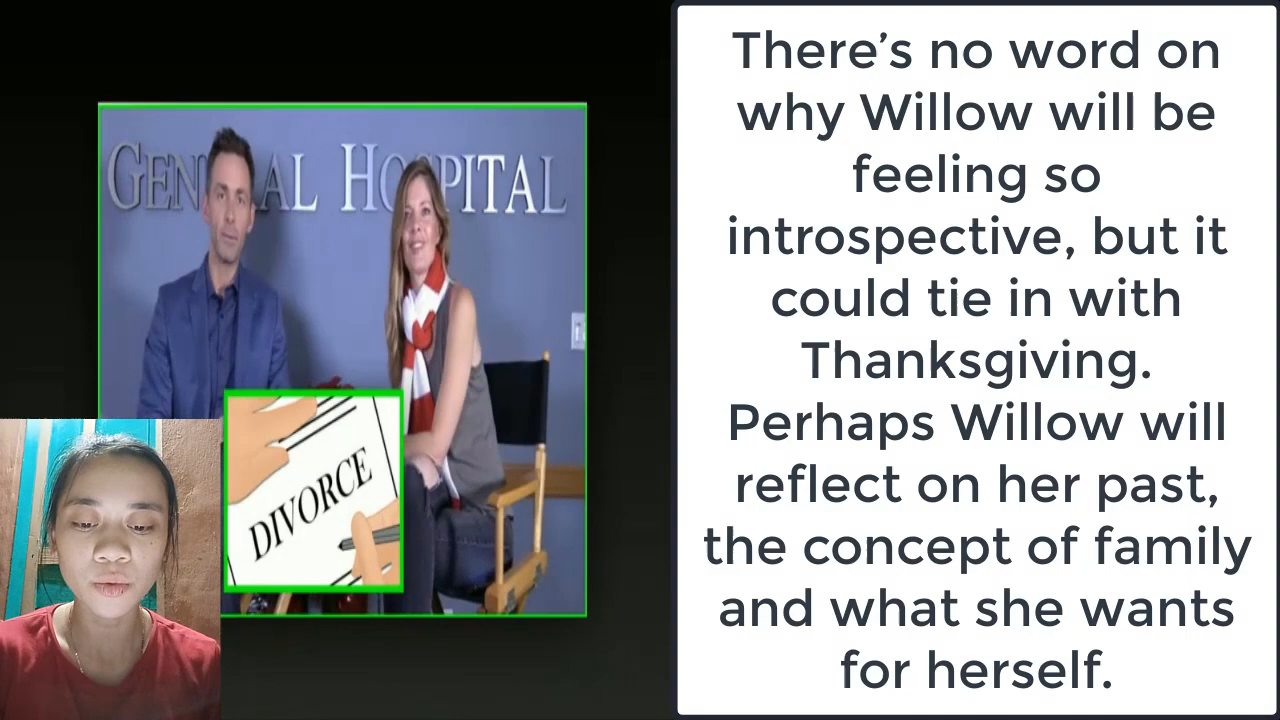 GENERAL HOSPITAL
DIVORCE
There’s no word on
why Willow will be
feeling so
introspective, but it
could tie in with
Thanksgiving.
Perhaps Willow will
reflect on her past,
the concept of family
and what she wants
for herself.